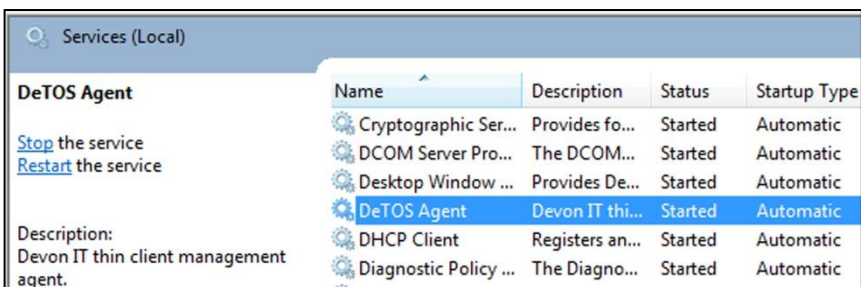 Services (Local)
DeTOS Agent
Stop the service
Restart the service
Description:
Devon IT thin client management
agent.
Name Description Status Startup Type
Cryptographic Ser... Provides fo... Started Automatic
DCOM Server Pro... The DCOM... Started Automatic
Desktop Window ... Provides De... Started Automatic
DeTOS Agent Devon IT thi... Started Automatic
DHCP Client Registers an... Started Automatic
Diagnostic Policy ... The Diagno... Started Automatic